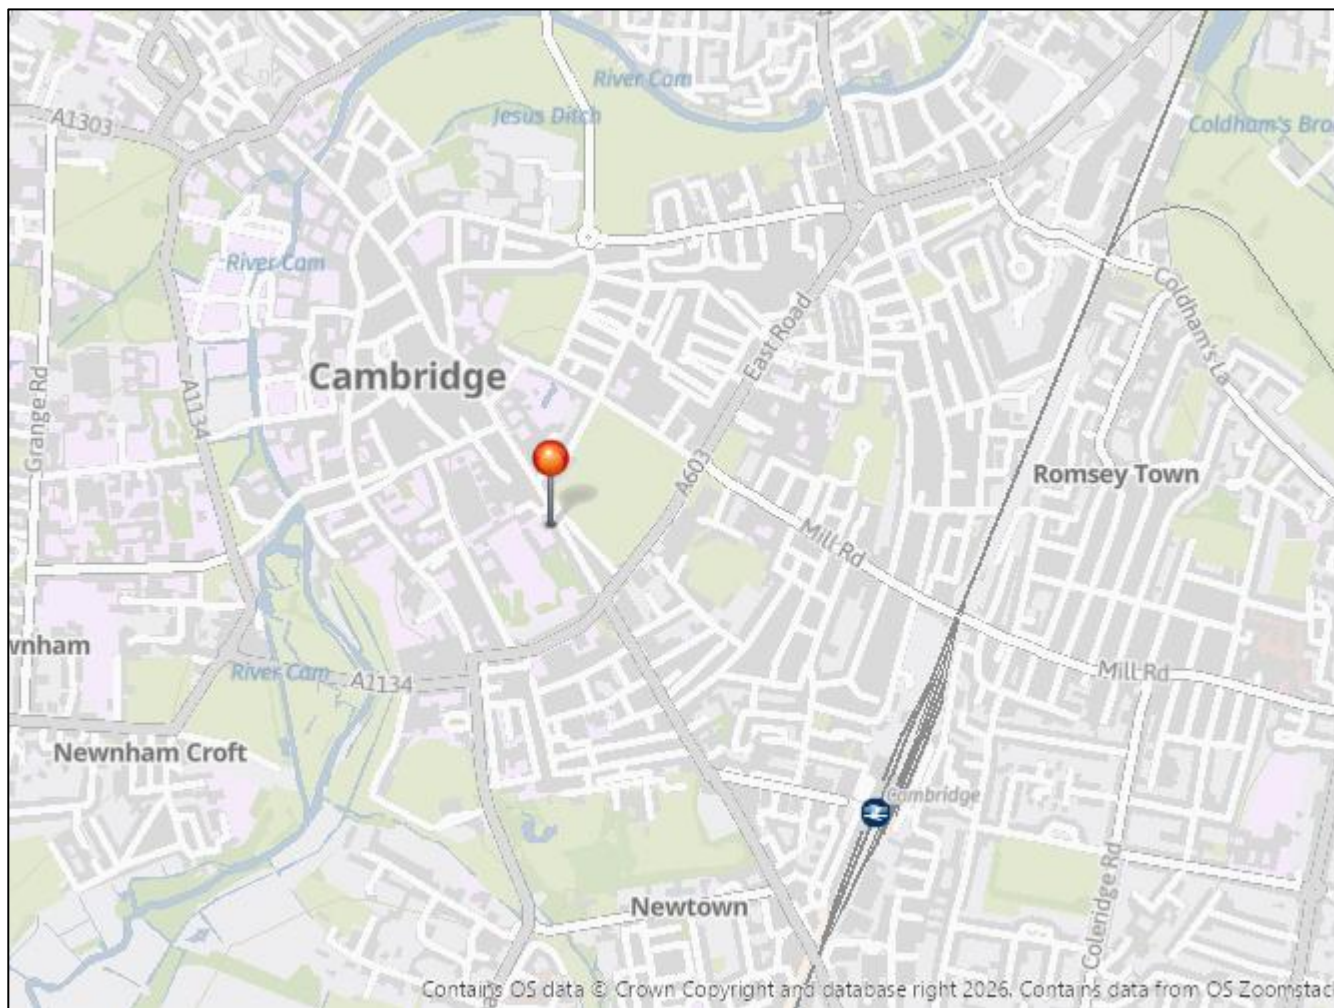 River Cam
Jesus Ditch
A1303
Coldham's Bro
River Cam
Coldham's La
East Road
Cambridge
Grange Rd
A1134
A603
Romsey Town
Mill Rd
wnham
River Cam
A1134
Mill Rd
Newnham Croft
Cambridge
Coleridge Rd
Newtown
Contains OS data © Crown Copyright and database right 2026. Contains data from OS Zoomstac